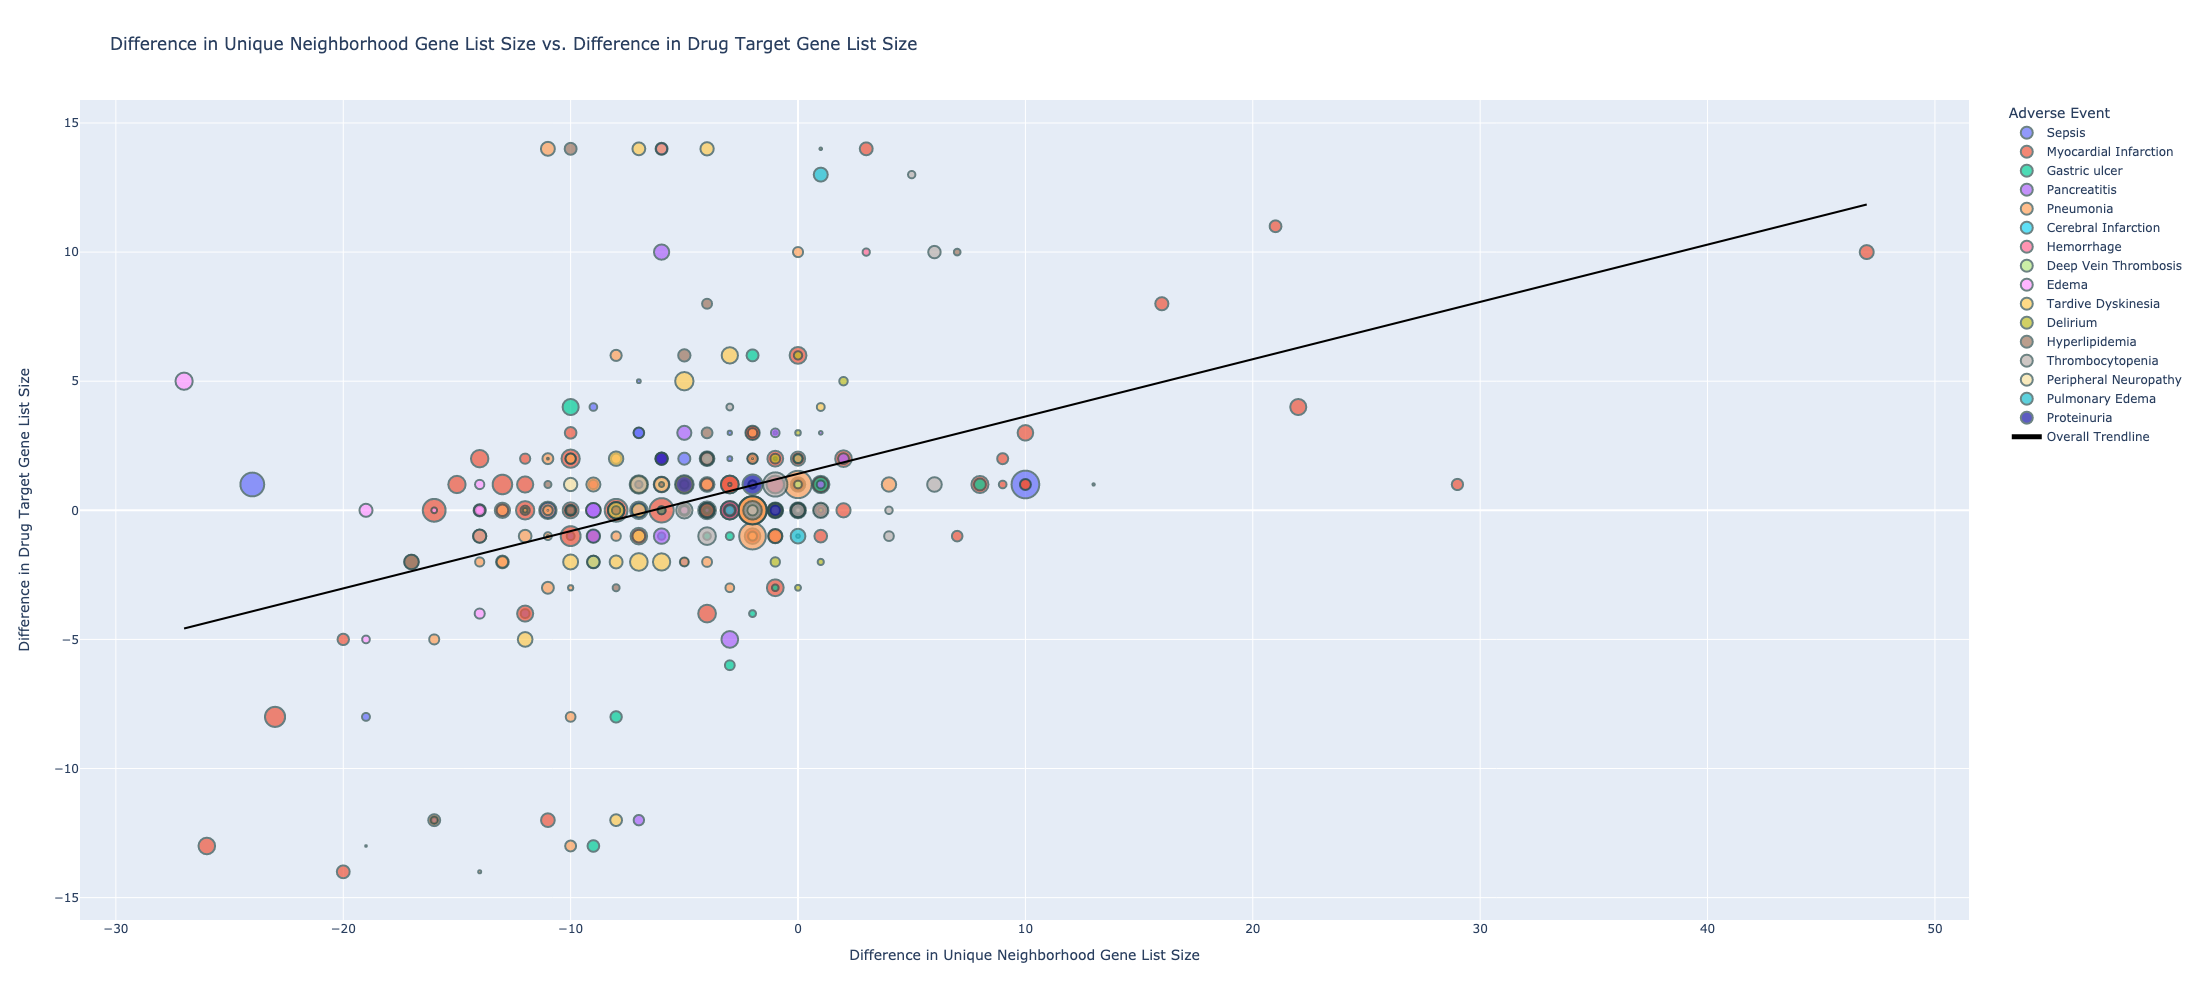 Difference in Unique Neighborhood Gene List Size vs. Difference in Drug Target Gene List Size
15
10
5
0
−5
−10
−15
Difference in Drug Target Gene List Size
−30
−20
−10
0
10
20
30
40
50
Difference in Unique Neighborhood Gene List Size
Adverse Event
Sepsis
Myocardial Infarction
Gastric ulcer
Pancreatitis
Pneumonia
Cerebral Infarction
Hemorrhage
Deep Vein Thrombosis
Edema
Tardive Dyskinesia
Delirium
Hyperlipidemia
Thrombocytopenia
Peripheral Neuropathy
Pulmonary Edema
Proteinuria
Overall Trendline